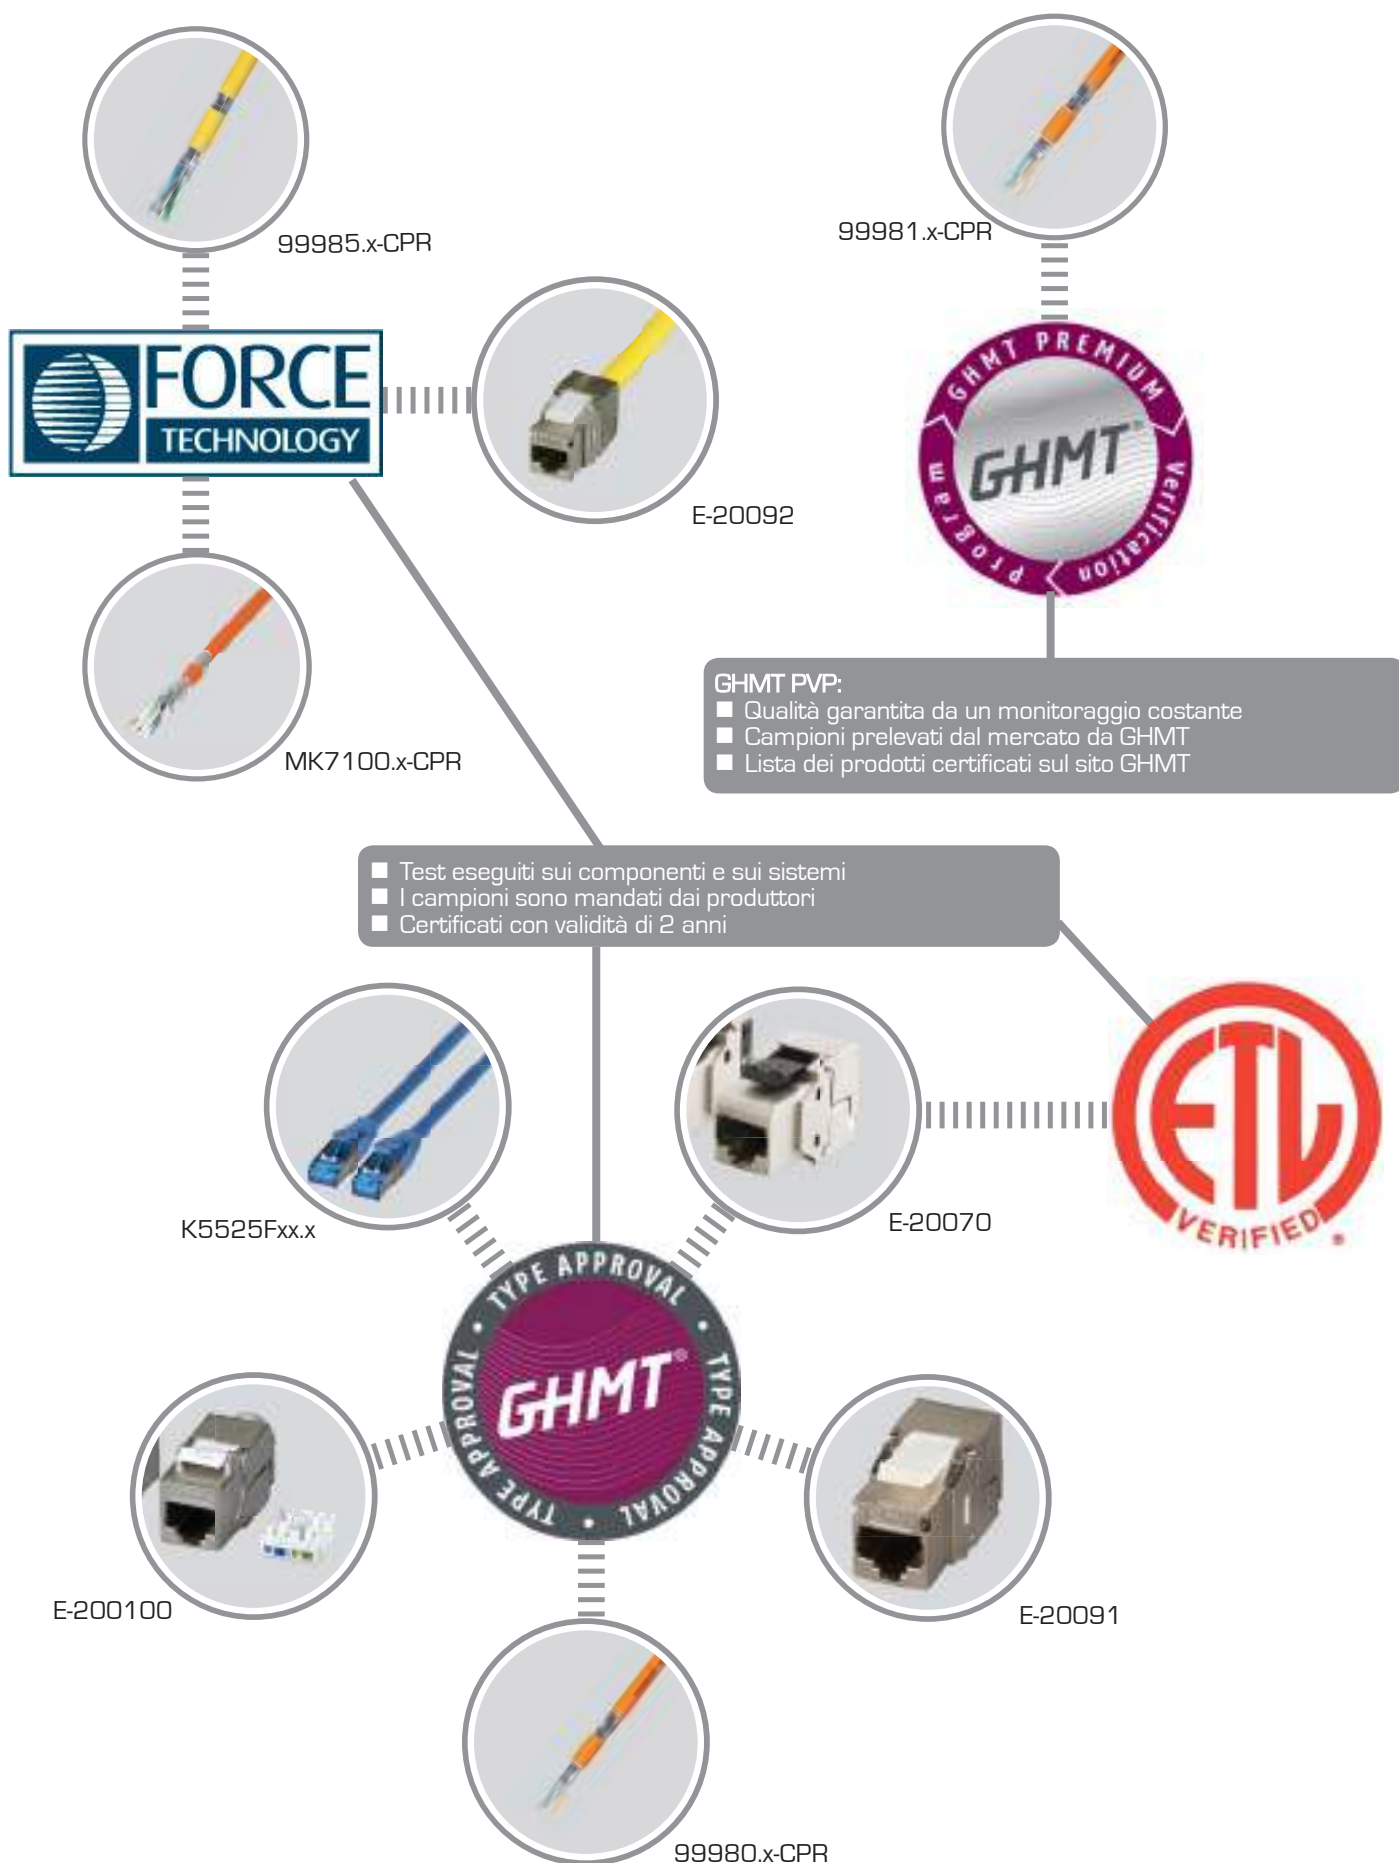 99985.x-CPR
99981.x-CPR
FORCE
TECHNOLOGY
E-20092
GHMT PREMIUM
Verification
program
GHMT®
MK7100.x-CPR
GHMT PVP:
Qualità garantita da un monitoraggio costante
Campioni prelevati dal mercato da GHMT
Lista dei prodotti certificati sul sito GHMT
Test eseguiti sui componenti e sui sistemi
I campioni sono mandati dai produttori
Certificati con validità di 2 anni
K5525Fxx.x
E-20070
ETL
VERIFIED®
TYPE APPROVAL • TYPE APPROVAL • TYPE APPROVAL •
GHMT®
E-200100
E-20091
99980.x-CPR